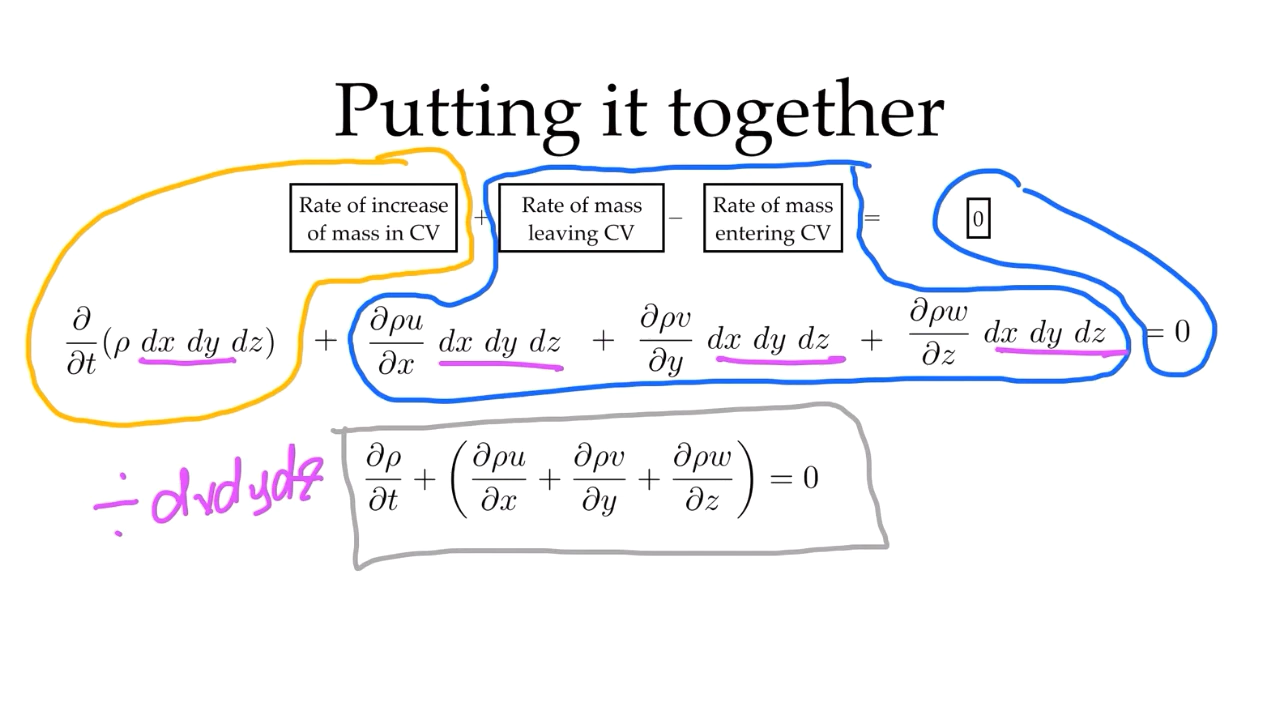 Putting it together
Rate of increase of mass in CV + Rate of mass leaving CV − Rate of mass entering CV = 0
∂/∂t (ρ dx dy dz) + ∂ρu/∂x dx dy dz + ∂ρv/∂y dx dy dz + ∂ρw/∂z dx dy dz = 0
÷ dxdydz
∂ρ/∂t + (∂ρu/∂x + ∂ρv/∂y + ∂ρw/∂z) = 0